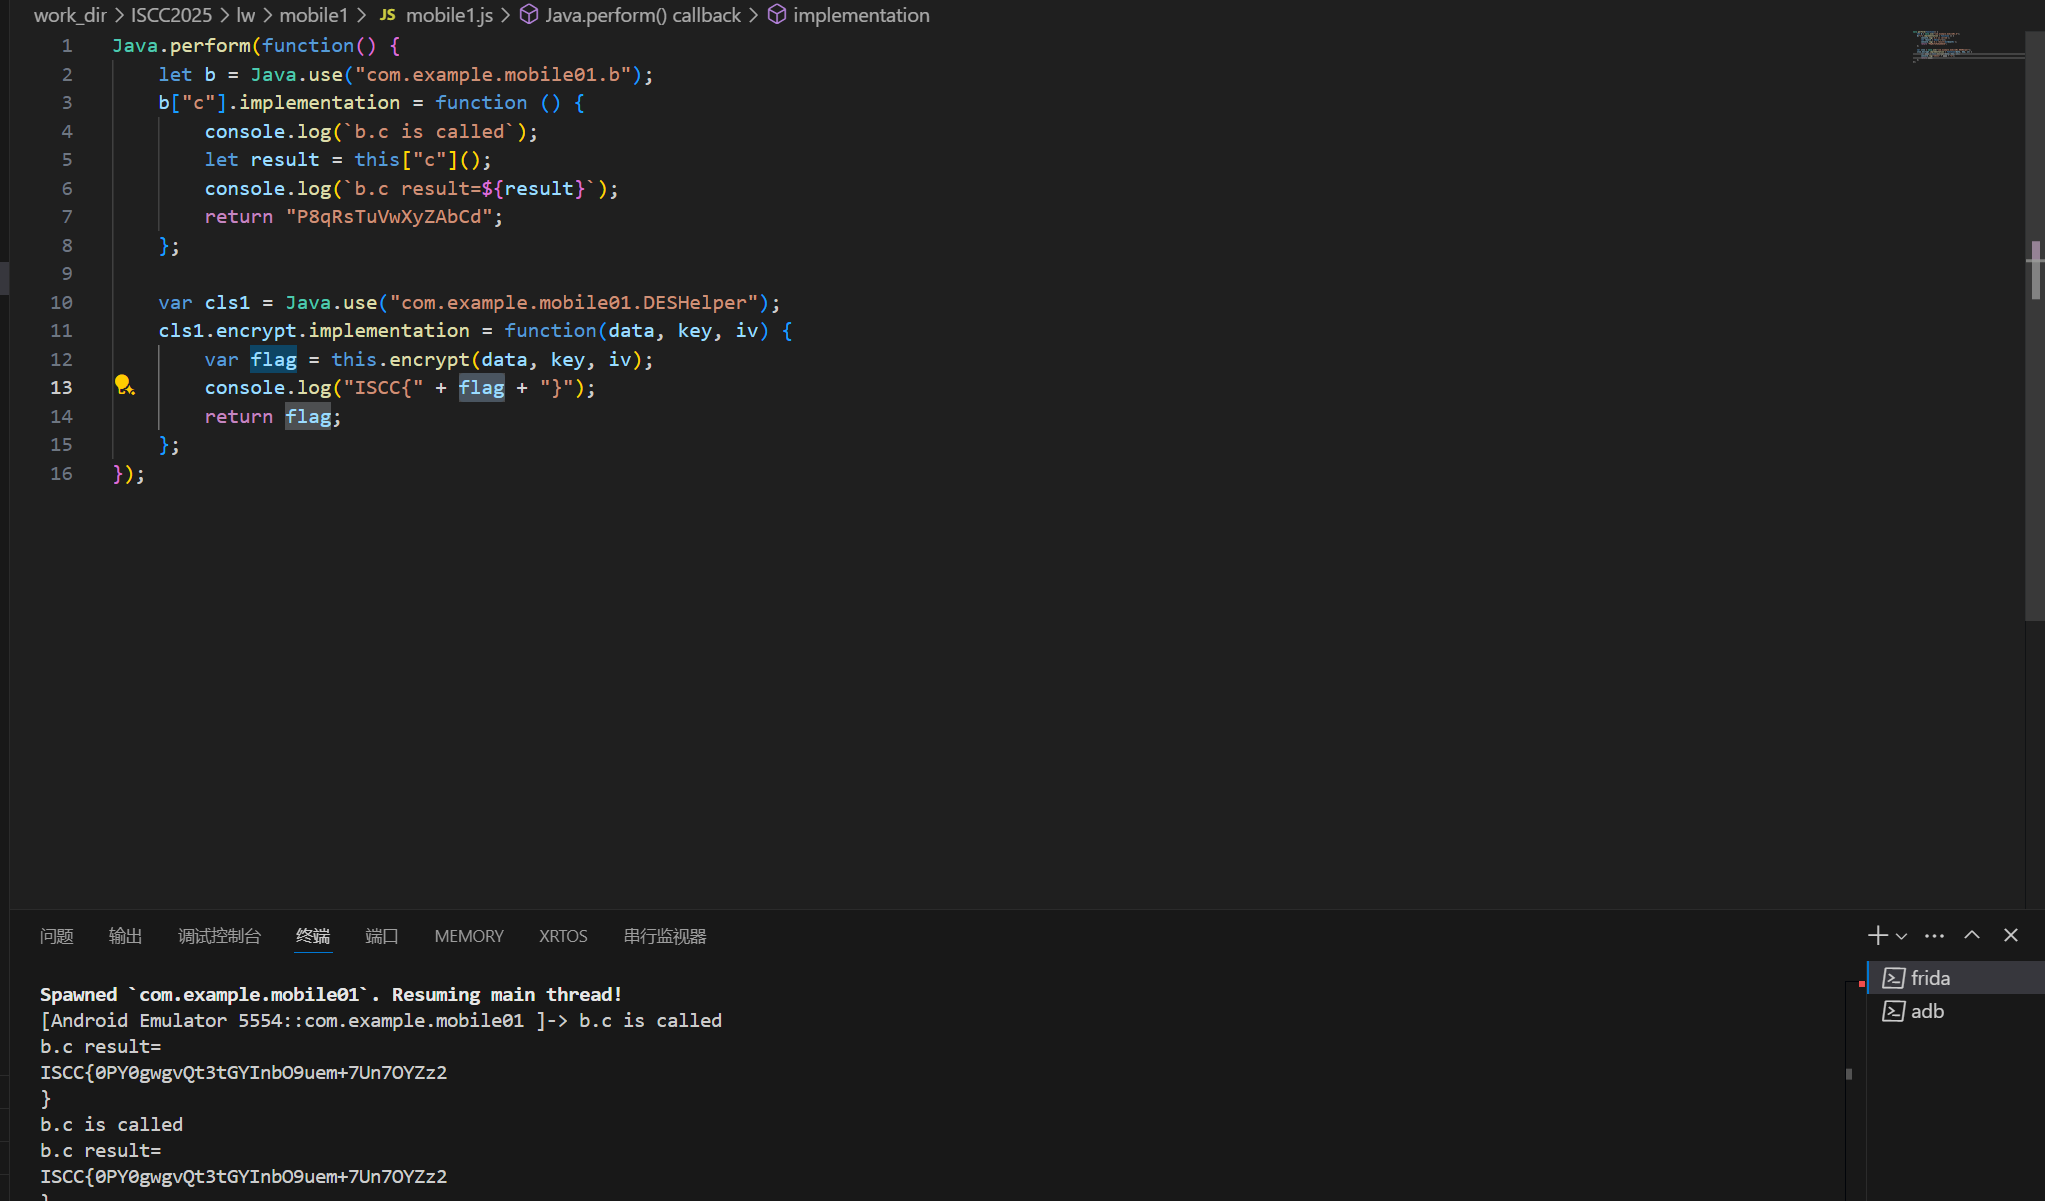 work_dir > ISCC2025 > lw > mobile1 > JS mobile1.js > Java.perform() callback > implementation
1 Java.perform(function() {
2     let b = Java.use("com.example.mobile01.b");
3     b["c"].implementation = function () {
4         console.log(`b.c is called`);
5         let result = this["c"]();
6         console.log(`b.c result=${result}`);
7         return "P8qRsTuVwXyZAbCd";
8     };
9
10     var cls1 = Java.use("com.example.mobile01.DESHelper");
11     cls1.encrypt.implementation = function(data, key, iv) {
12         var flag = this.encrypt(data, key, iv);
13         console.log("ISCC{" + flag + "}");
14         return flag;
15     };
16 });
问题 输出 调试控制台 终端 端口 MEMORY XRTOS 串行监视器
frida
adb
Spawned `com.example.mobile01`. Resuming main thread!
[Android Emulator 5554::com.example.mobile01 ]-> b.c is called
b.c result=
ISCC{0PY0gwgvQt3tGYInbO9uem+7Un7OYZz2
}
b.c is called
b.c result=
ISCC{0PY0gwgvQt3tGYInbO9uem+7Un7OYZz2
}